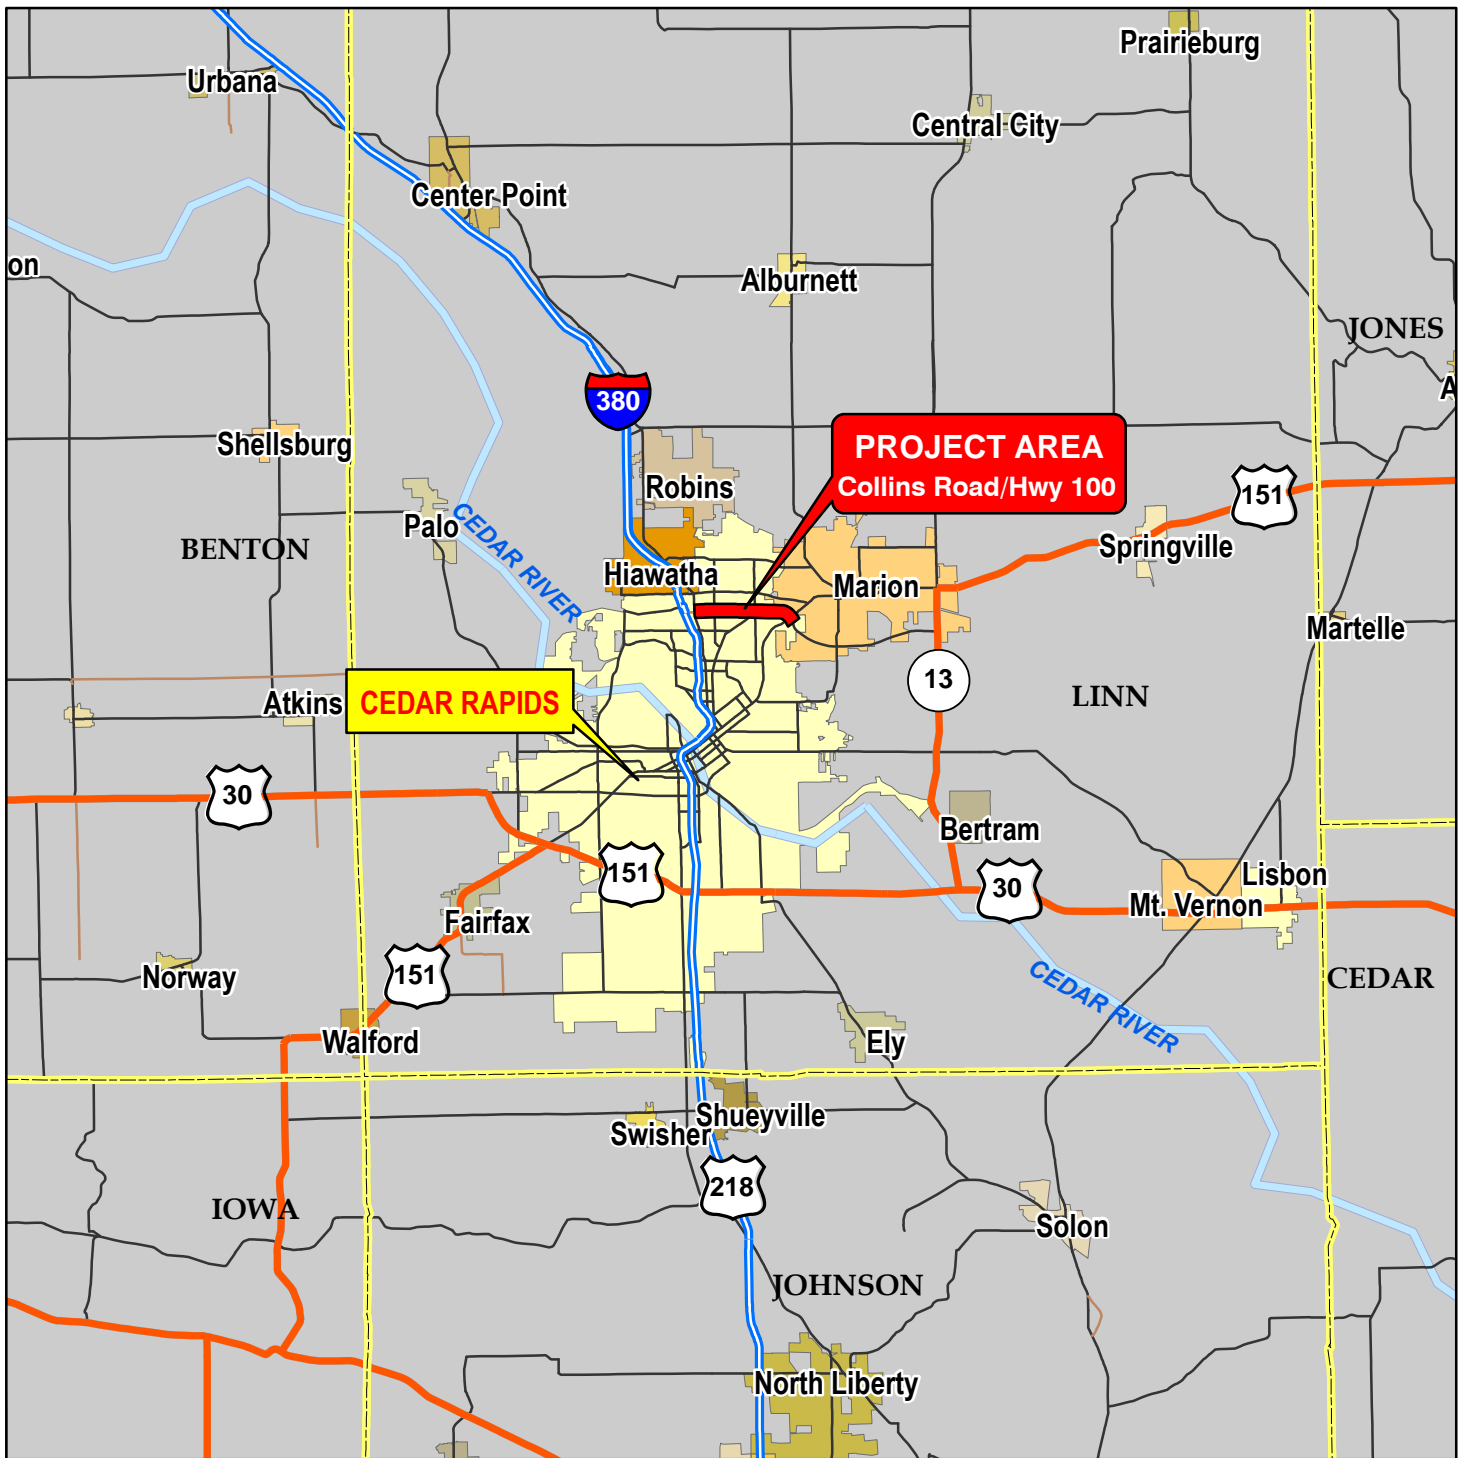 Prairieburg
Urbana
Central City
Center Point
on
Alburnett
JONES
A
380
PROJECT AREA
Collins Road/Hwy 100
Shellsburg
Robins
151
Palo
CEDAR RIVER
BENTON
Springville
Hiawatha
Marion
Martelle
13
LINN
Atkins
CEDAR RAPIDS
30
Bertram
151
30
Lisbon
Mt. Vernon
Fairfax
151
Norway
CEDAR
CEDAR RIVER
Walford
Ely
Shueyville
Swisher
218
IOWA
Solon
JOHNSON
North Liberty